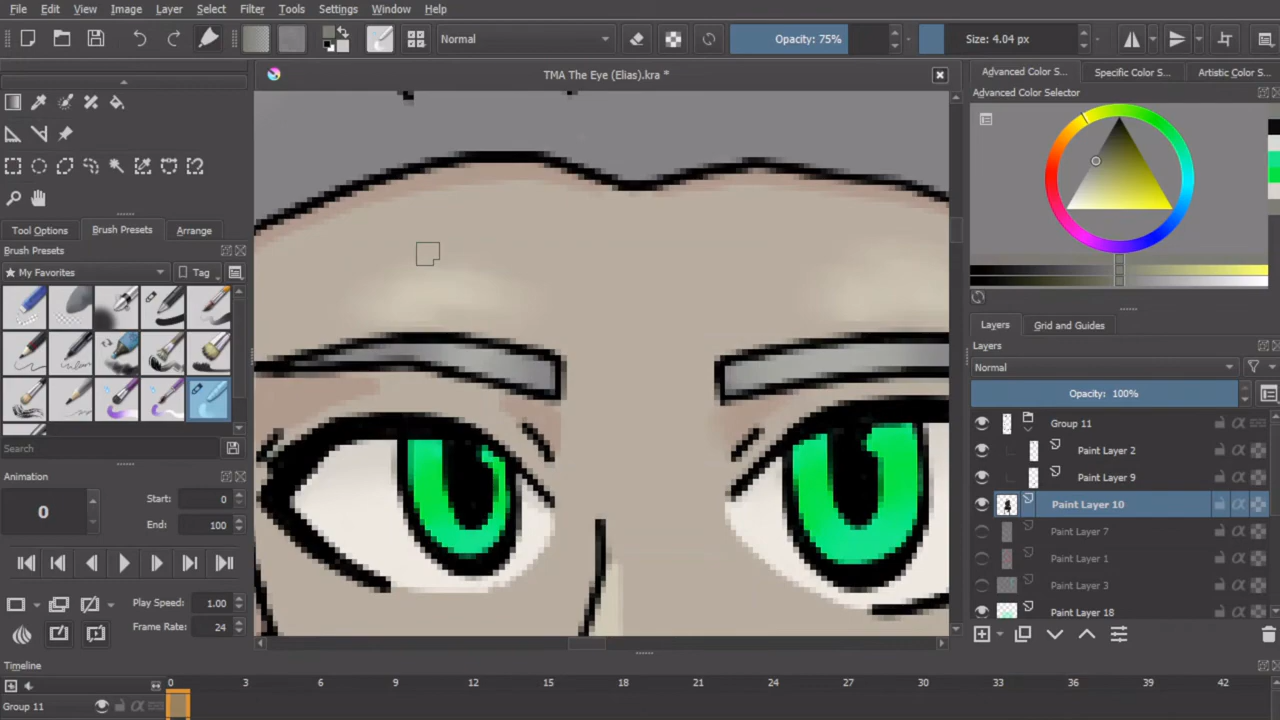 File Edit View Image Layer Select Filter Tools Settings Window Help
Normal Opacity: 75% Size: 4.04 px
TMA The Eye (Elias).kra *
Advanced Color S... Specific Color S... Artistic Color S...
Advanced Color Selector
Tool Options Brush Presets Arrange
Brush Presets
My Favorites Tag
Search
Animation
0 Start: 0
End: 100
Play Speed: 1.00
Frame Rate: 24
Layers Grid and Guides
Layers
Normal
Opacity: 100%
Group 11
Paint Layer 2
Paint Layer 9
Paint Layer 10
Paint Layer 7
Paint Layer 1
Paint Layer 3
Paint Layer 18
Timeline
0 3 6 9 12 15 18 21 24 27 30 33 36 39 42
Group 11